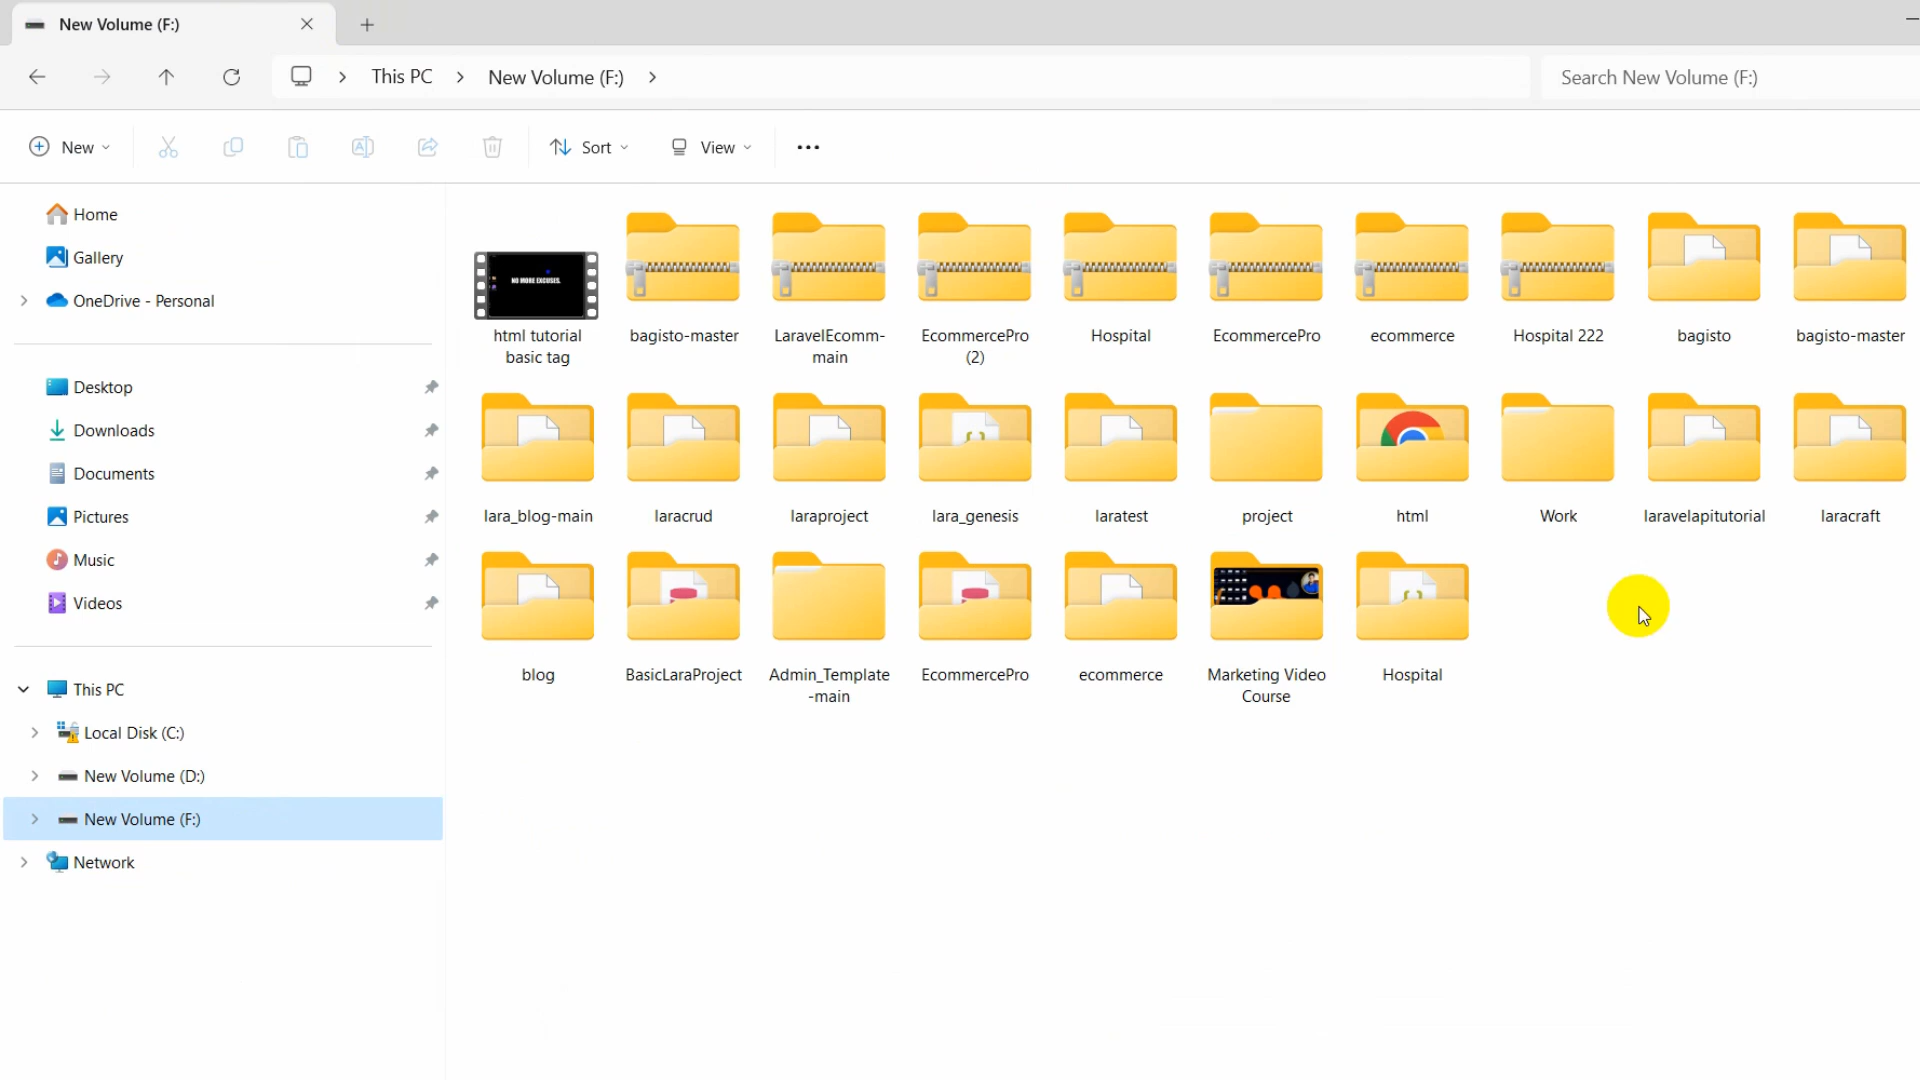 New Volume (F:)
This PC
New Volume (F:)
Search New Volume (F:)
New
Sort
View
Home
Gallery
OneDrive - Personal
Desktop
Downloads
Documents
Pictures
Music
Videos
This PC
Local Disk (C:)
New Volume (D:)
New Volume (F:)
Network
NO MORE EXCUSES.
html tutorial
basic tag
bagisto-master
LaravelEcomm-
main
EcommercePro
(2)
Hospital
EcommercePro
ecommerce
Hospital 222
bagisto
bagisto-master
lara_blog-main
laracrud
laraproject
lara_genesis
laratest
project
html
Work
laravelapitutorial
laracraft
blog
BasicLaraProject
Admin_Template
-main
EcommercePro
ecommerce
Marketing Video
Course
Hospital